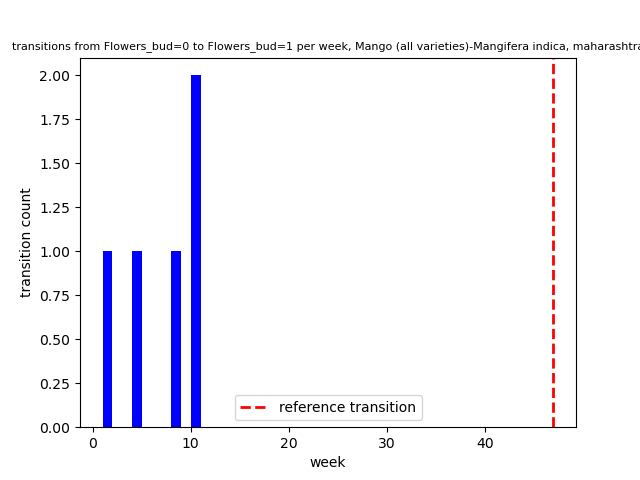 transitions from Flowers_bud=0 to Flowers_bud=1 per week, Mango (all varieties)-Mangifera indica, maharashtra
2.00
1.75
1.50
1.25
1.00
0.75
0.50
0.25
0.00
transition count
reference transition
0 10 20 30 40
week